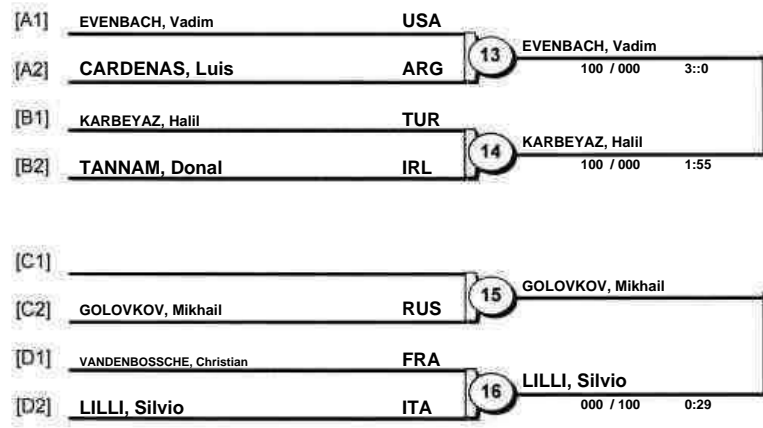 [A1] EVENBACH, Vadim USA
[A2] CARDENAS, Luis ARG
13
EVENBACH, Vadim
100 / 000 3::0
[B1] KARBEYAZ, Halil TUR
[B2] TANNAM, Donal IRL
14
KARBEYAZ, Halil
100 / 000 1:55
[C1]
[C2] GOLOVKOV, Mikhail RUS
15
GOLOVKOV, Mikhail
[D1] VANDENBOSSCHE, Christian FRA
[D2] LILLI, Silvio ITA
16
LILLI, Silvio
000 / 100 0:29